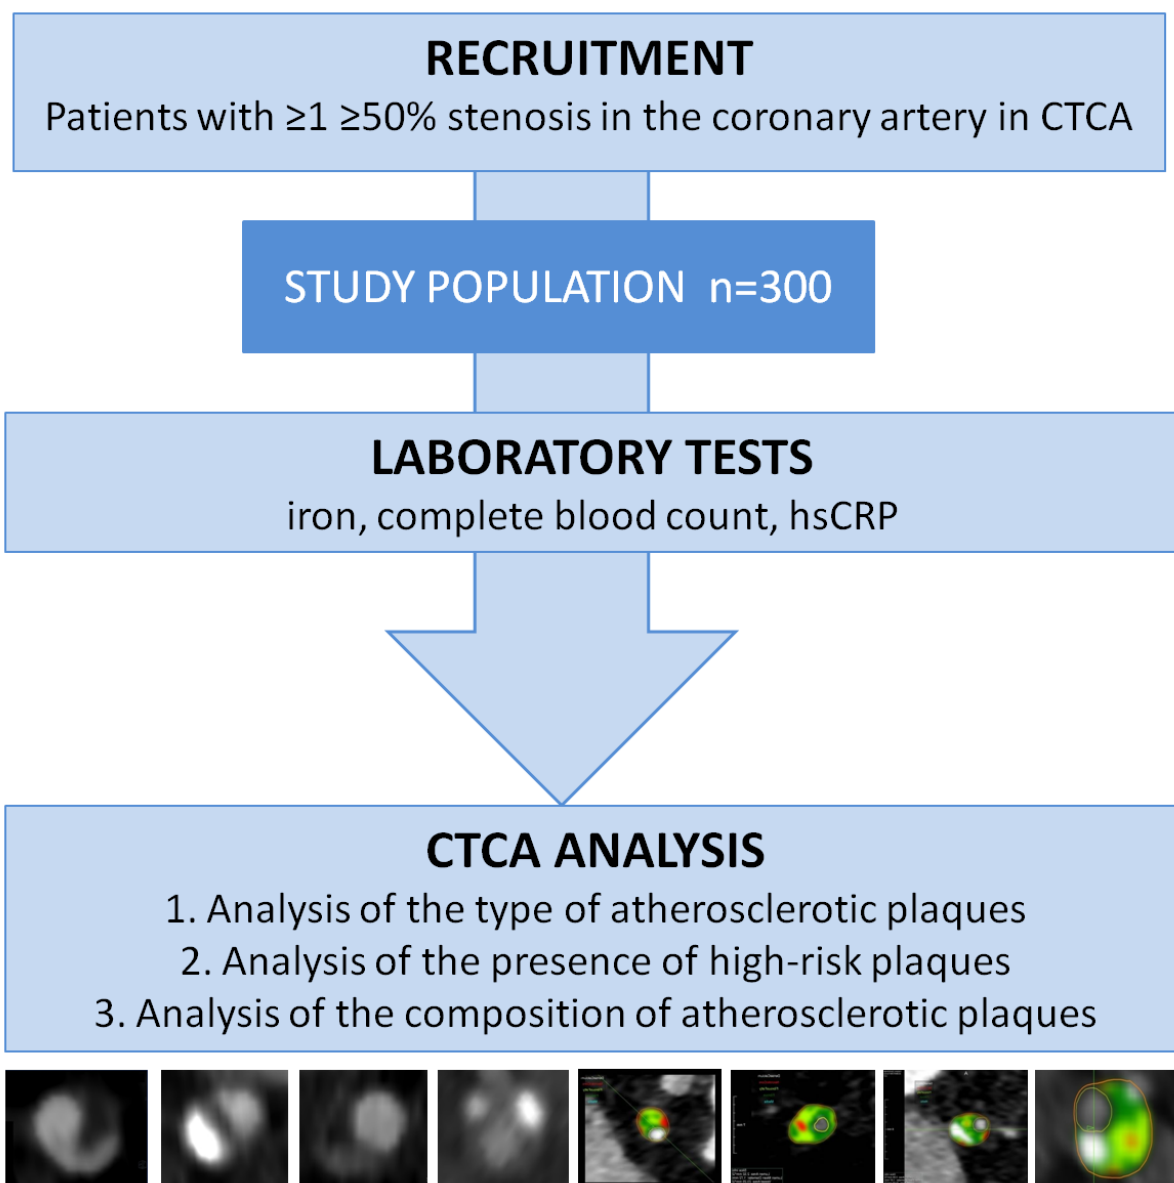 RECRUITMENT
Patients with ≥1 ≥50% stenosis in the coronary artery in CTCA
STUDY POPULATION n=300
LABORATORY TESTS
iron, complete blood count, hsCRP
CTCA ANALYSIS
1. Analysis of the type of atherosclerotic plaques
2. Analysis of the presence of high-risk plaques
3. Analysis of the composition of atherosclerotic plaques